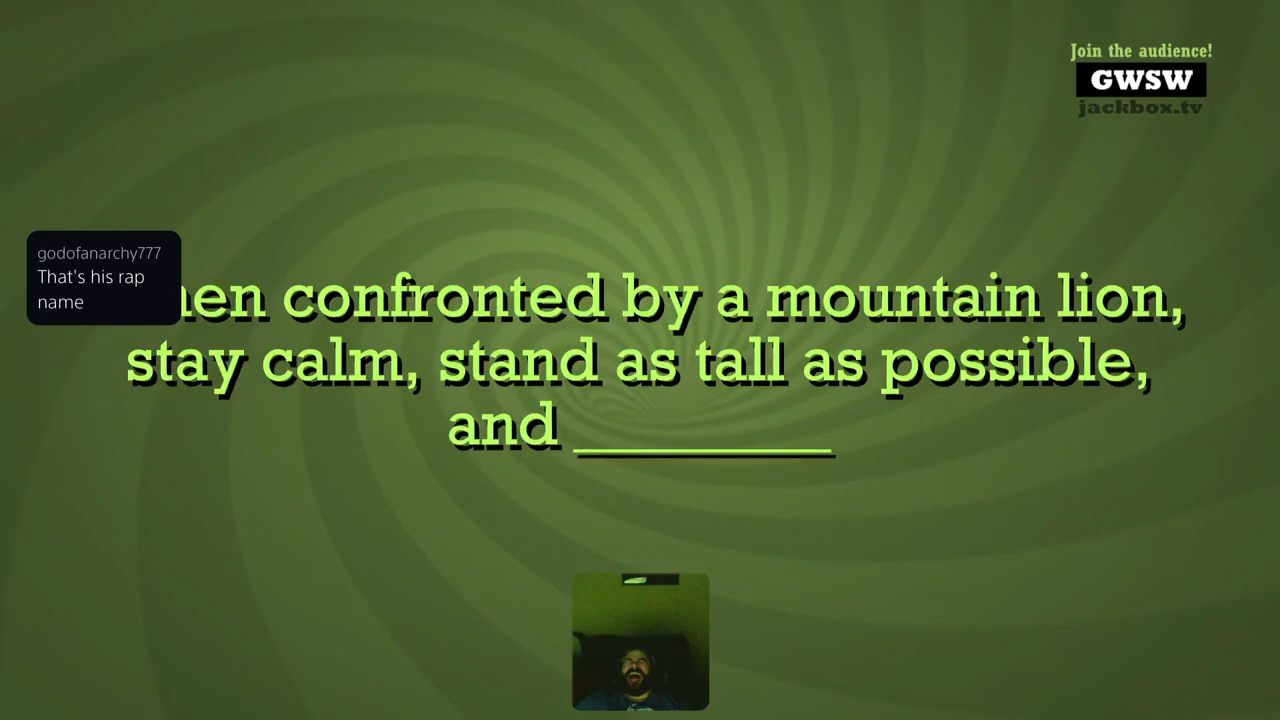 Join the audience!
GWSW
jackbox.tv
godofanarchy777
That's his rap
name
hen confronted by a mountain lion,
stay calm, stand as tall as possible,
and ________